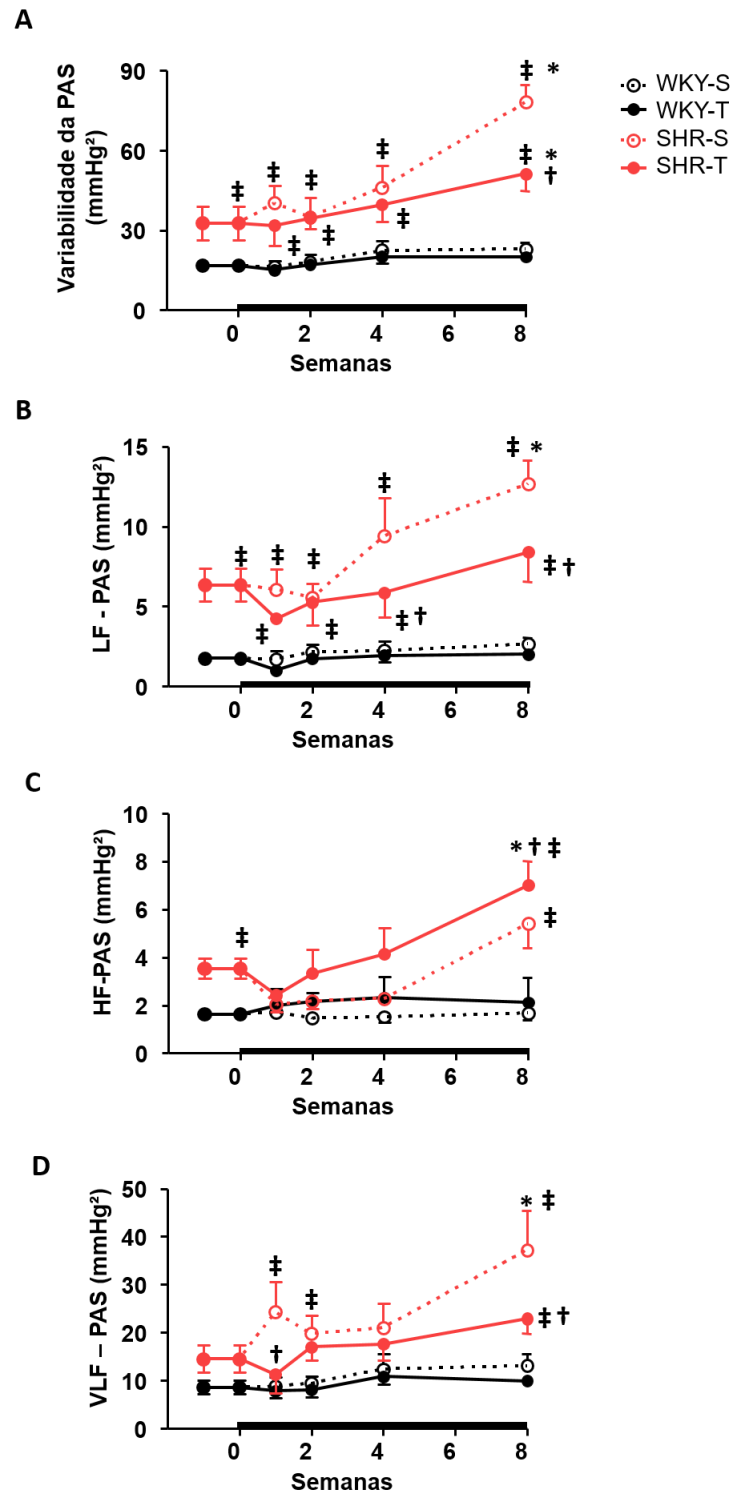 A
Variabilidade da PAS
(mmHg²)
90
60
30
0
‡ ‡ ‡ ‡ ‡ *
‡ ‡ ‡ ‡ * †
0 2 4 6 8
Semanas
WKY-S
WKY-T
SHR-S
SHR-T
B
LF - PAS (mmHg²)
15
10
5
0
‡ ‡ ‡ ‡ ‡ *
‡ ‡ ‡ † ‡ †
0 2 4 6 8
Semanas
C
HF-PAS (mmHg²)
10
8
6
4
2
0
‡ * † ‡
‡
0 2 4 6 8
Semanas
D
VLF – PAS (mmHg²)
50
40
30
20
10
0
‡ ‡ * ‡
† ‡ †
0 2 4 6 8
Semanas